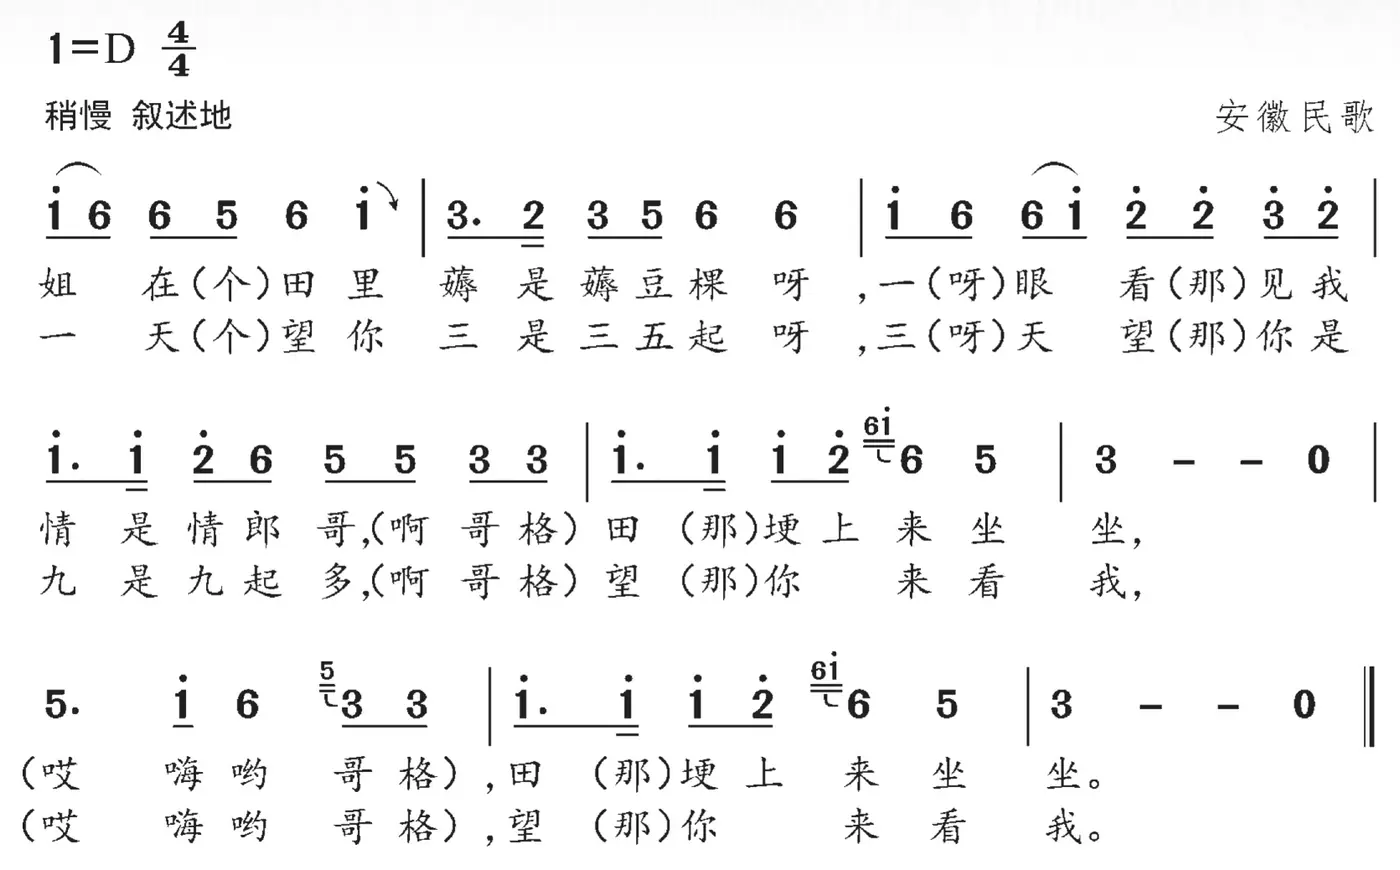 1=D 4/4
稍慢 叙述地
安徽民歌
i̇ 6 6 5 6 i̇ | 3. 2 3 5 6 6 | i̇ 6 6 i̇ 2̇ 2̇ 3̇ 2̇ |
姐 在(个)田 里 薅 是 薅 豆 棵 呀,一(呀)眼 看(那)见 我
一 天(个)望 你 三 是 三 五 起 呀,三(呀)天 望(那)你 是
i̇. i̇ 2̇ 6 5 5 3 3 | i̇. i̇ i̇ 2̇ 6i̇ 6 5 | 3 - - 0 |
情 是 情 郎 哥,(啊 哥 格)田 (那)埂 上 来 坐 坐,
九 是 九 起 多,(啊 哥 格)望 (那)你 来 看 我,
5. i̇ 6 5 3 3 | i̇. i̇ i̇ 2̇ 6i̇ 6 5 | 3 - - 0 ‖
(哎 嗨 哟 哥 格),田 (那)埂 上 来 坐 坐。
(哎 嗨 哟 哥 格),望 (那)你 来 看 我。